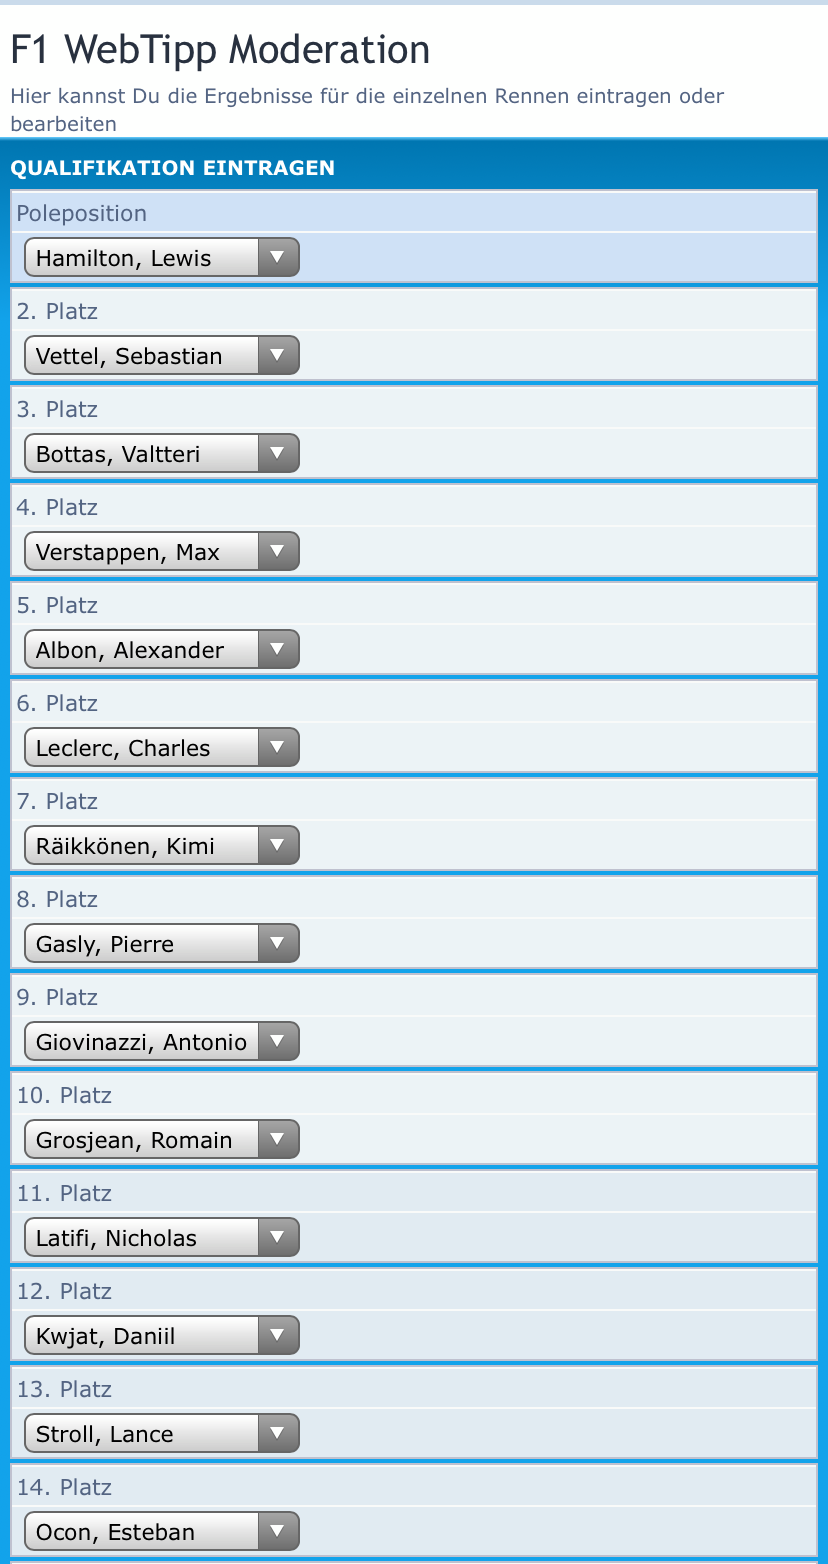 F1 WebTipp Moderation
Hier kannst Du die Ergebnisse für die einzelnen Rennen eintragen oder
bearbeiten
QUALIFIKATION EINTRAGEN
Poleposition
Hamilton, Lewis
2. Platz
Vettel, Sebastian
3. Platz
Bottas, Valtteri
4. Platz
Verstappen, Max
5. Platz
Albon, Alexander
6. Platz
Leclerc, Charles
7. Platz
Räikkönen, Kimi
8. Platz
Gasly, Pierre
9. Platz
Giovinazzi, Antonio
10. Platz
Grosjean, Romain
11. Platz
Latifi, Nicholas
12. Platz
Kwjat, Daniil
13. Platz
Stroll, Lance
14. Platz
Ocon, Esteban